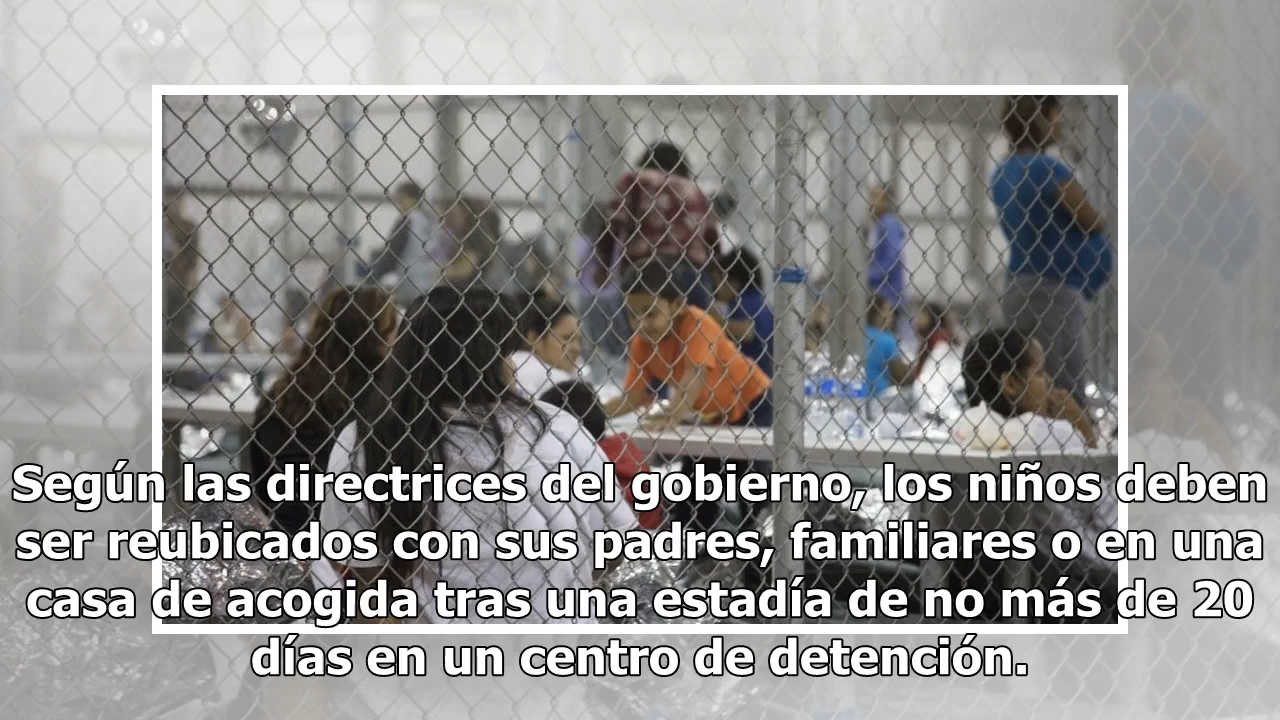 Según las directrices del gobierno, los niños deben
ser reubicados con sus padres, familiares o en una
casa de acogida tras una estadía de no más de 20
días en un centro de detención.